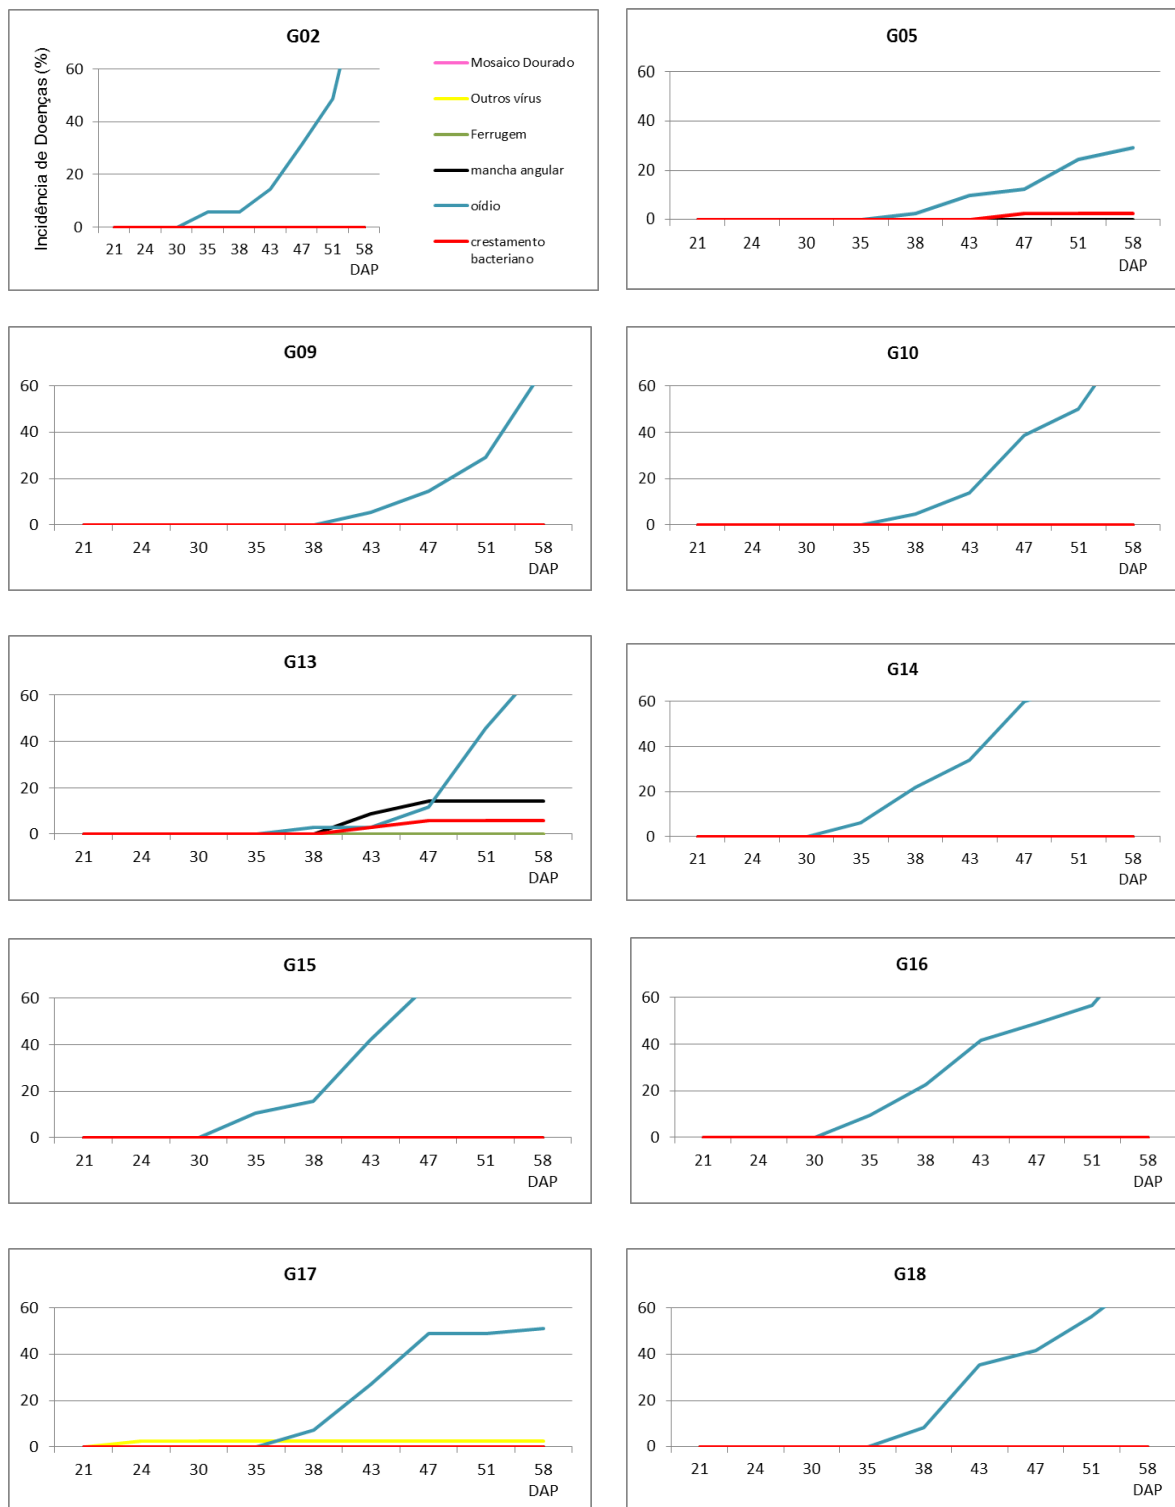 G02
Incidência de Doenças (%)
60
40
20
0
21 24 30 35 38 43 47 51 58
DAP
Mosaico Dourado
Outros vírus
Ferrugem
mancha angular
oídio
crestamento
bacteriano
G05
60
40
20
0
21 24 30 35 38 43 47 51 58
DAP
G09
60
40
20
0
21 24 30 35 38 43 47 51 58
DAP
G10
60
40
20
0
21 24 30 35 38 43 47 51 58
DAP
G13
60
40
20
0
21 24 30 35 38 43 47 51 58
DAP
G14
60
40
20
0
21 24 30 35 38 43 47 51 58
DAP
G15
60
40
20
0
21 24 30 35 38 43 47 51 58
DAP
G16
60
40
20
0
21 24 30 35 38 43 47 51 58
DAP
G17
60
40
20
0
21 24 30 35 38 43 47 51 58
DAP
G18
60
40
20
0
21 24 30 35 38 43 47 51 58
DAP